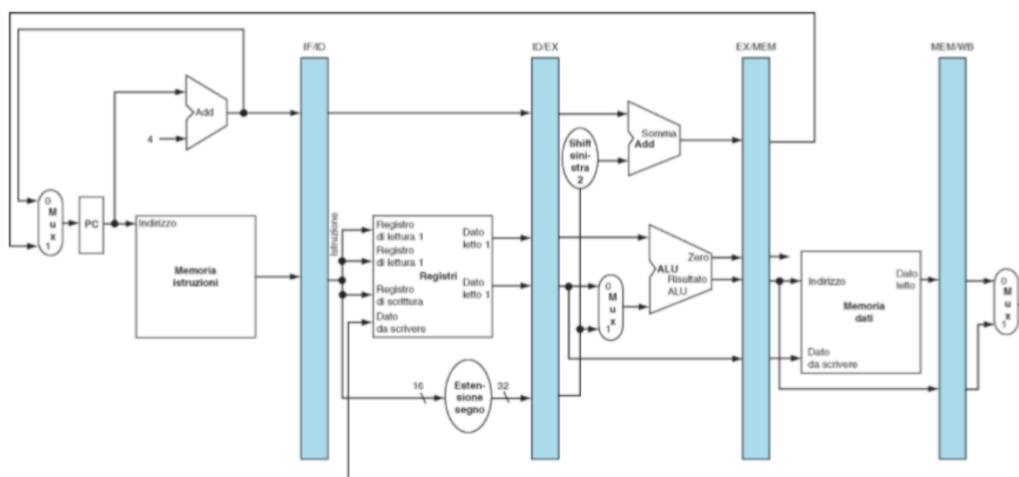 IF/ID
ID/EX
EX/MEM
MEM/WB
Add
4
Shift
sini-
stra
2
Somma
Add
0
M
u
x
1
PC
Indirizzo
Memoria
istruzioni
Istruzione
Registro
di lettura 1
Registro
di lettura 1
Registro
di scrittura
Dato
da scrivere
Registri
Dato
letto 1
Dato
letto 1
16
Esten-
sione
segno
32
0
M
u
x
1
Zero
ALU
Risultato
ALU
Indirizzo
Dato
letto
Memoria
dati
Dato
da scrivere
0
M
u
x
1